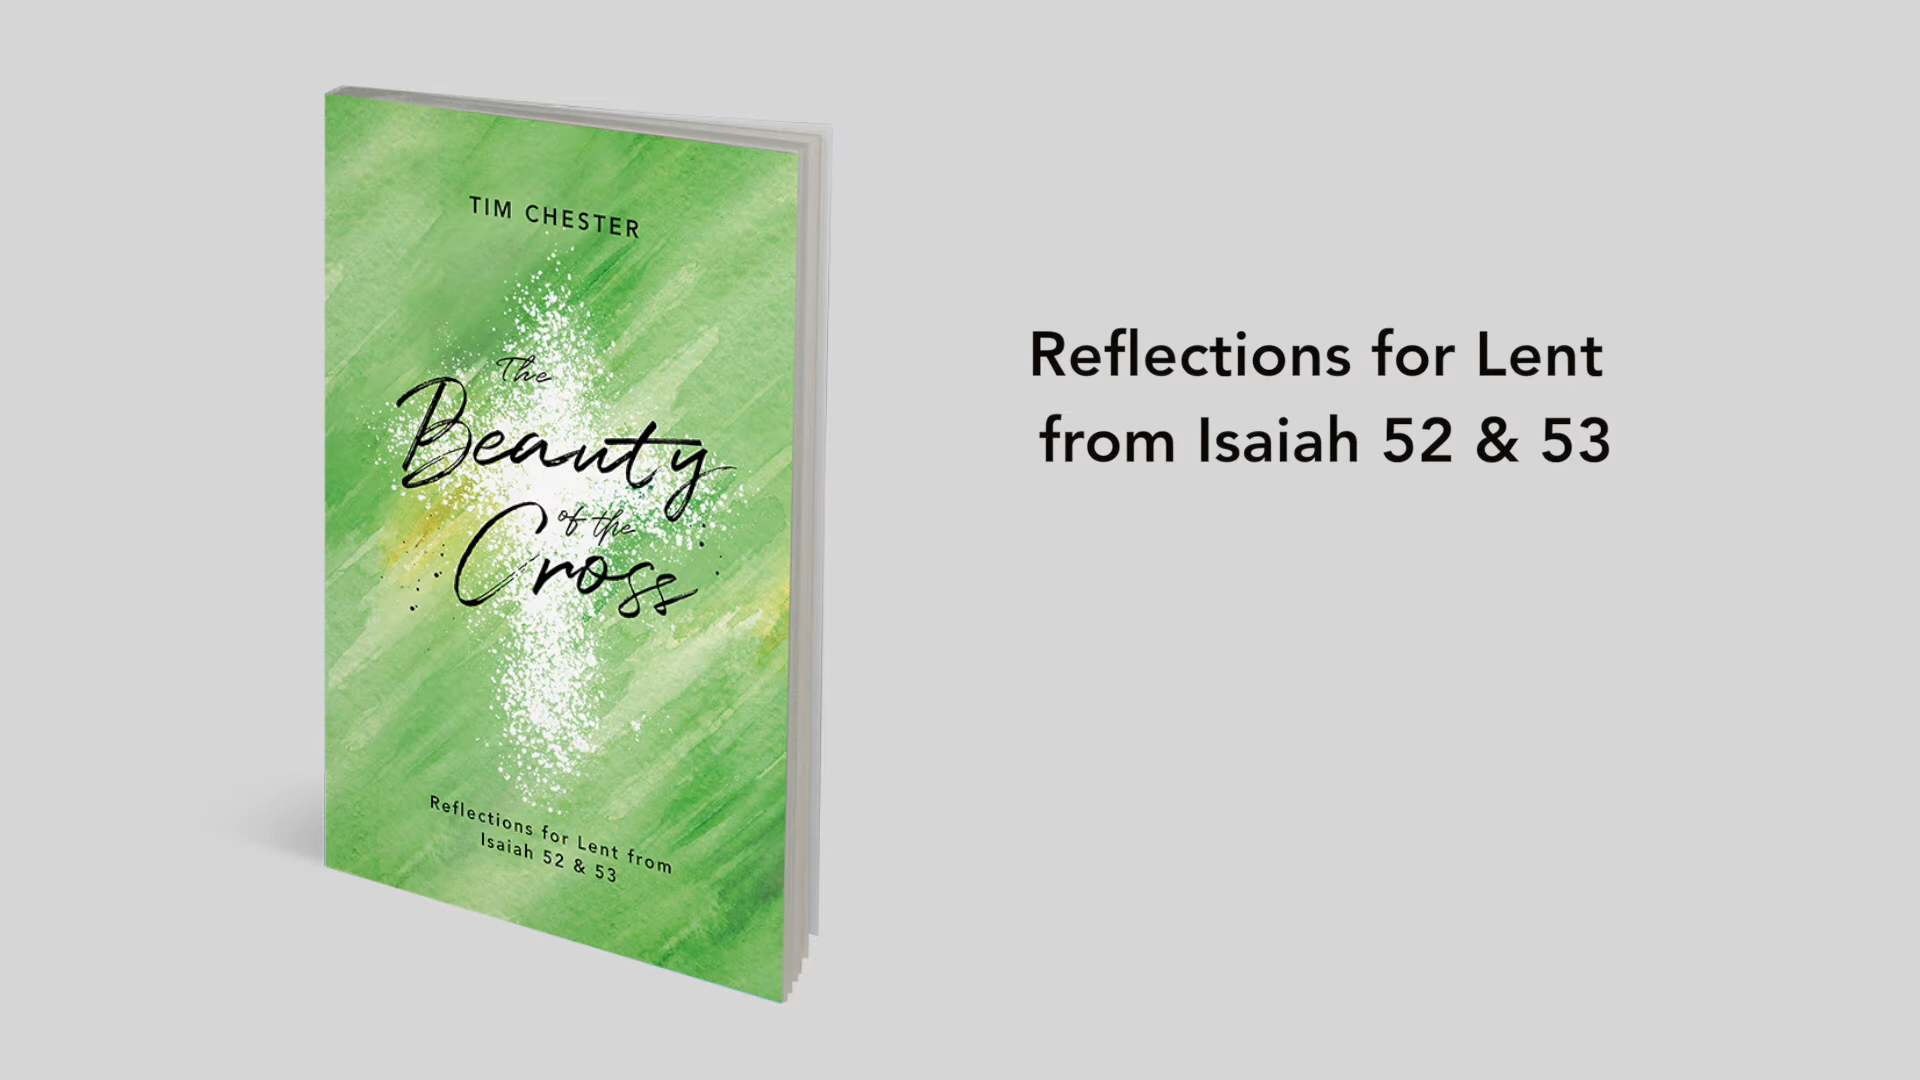 TIM CHESTER
The
Beauty
of the
Cross
Reflections for Lent from
Isaiah 52 & 53
Reflections for Lent
from Isaiah 52 & 53